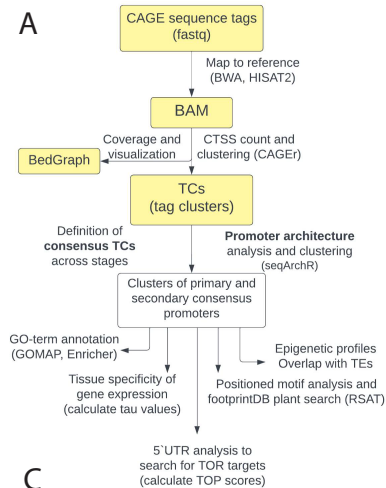 A
CAGE sequence tags
(fastq)
Map to reference
(BWA, HISAT2)
BAM
Coverage and
visualization
CTSS count and
clustering (CAGEr)
BedGraph
TCs
(tag clusters)
Definition of
consensus TCs
across stages
Promoter architecture
analysis and clustering
(seqArchR)
Clusters of primary and
secondary consensus
promoters
GO-term annotation
(GOMAP, Enricher)
Tissue specificity of
gene expression
(calculate tau values)
Epigenetic profiles
Overlap with TEs
Positioned motif analysis and
footprintDB plant search (RSAT)
5`UTR analysis to
search for TOR targets
(calculate TOP scores)
C